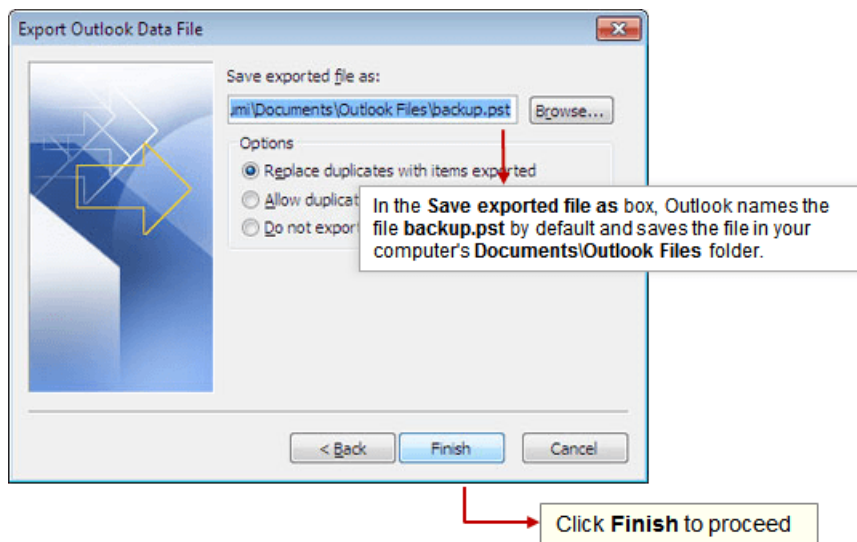 Export Outlook Data File
Save exported file as:
umi\Documents\Outlook Files\backup.pst
Browse...
Options
Replace duplicates with items exported
Allow duplicat
Do not export
In the Save exported file as box, Outlook names the
file backup.pst by default and saves the file in your
computer's Documents\Outlook Files folder.
< Back
Finish
Cancel
Click Finish to proceed